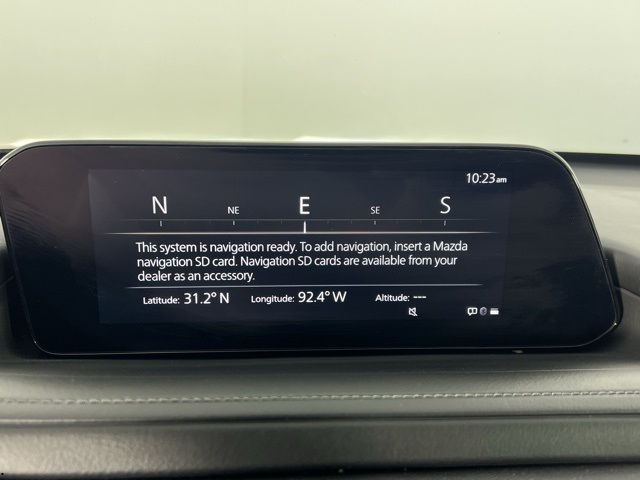 10:23am
N NE E SE S
This system is navigation ready. To add navigation, insert a Mazda
navigation SD card. Navigation SD cards are available from your
dealer as an accessory.
Latitude: 31.2° N Longitude: 92.4° W Altitude: ---